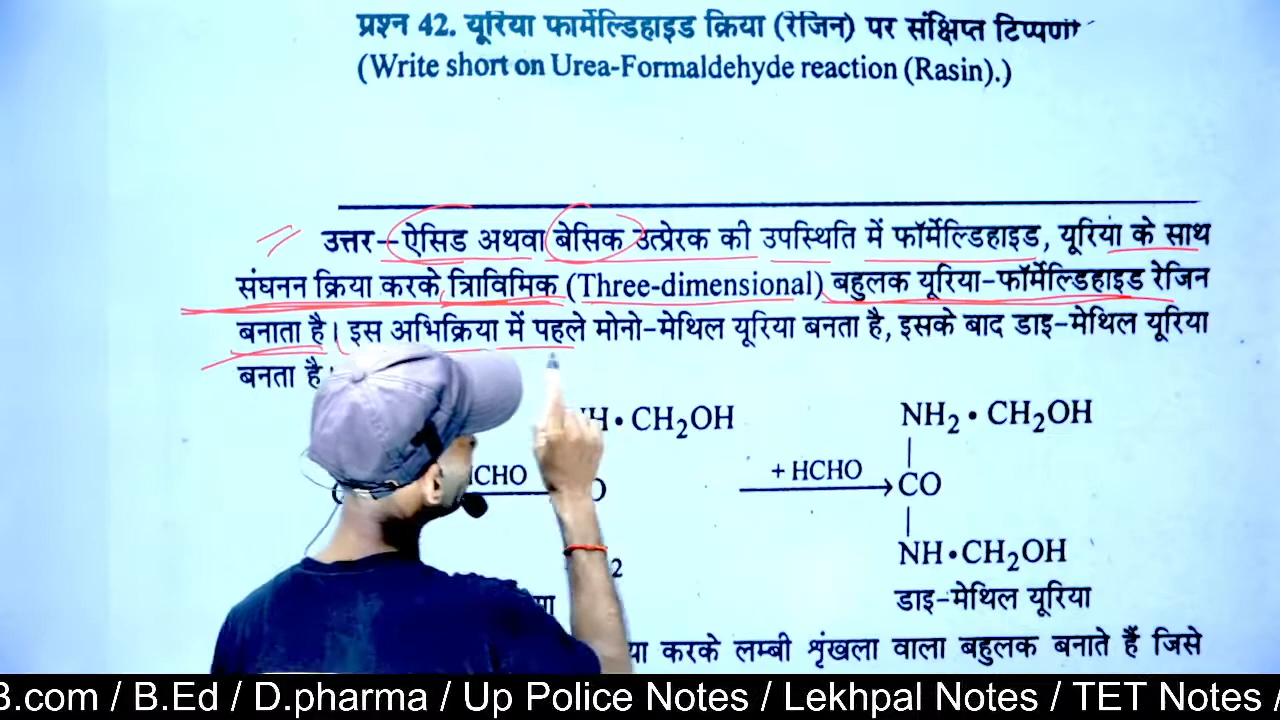 प्रश्न 42. यूरिया फार्मेल्डिहाइड क्रिया (रेजिन) पर संक्षिप्त टिप्पणी
(Write short on Urea-Formaldehyde reaction (Rasin).)
उत्तर–ऐसिड अथवा बेसिक उत्प्रेरक की उपस्थिति में फॉर्मेल्डिहाइड, यूरिया के साथ
संघनन क्रिया करके त्रिाविमिक (Three-dimensional) बहुलक यूरिया-फॉर्मेल्डिहाइड रेजिन
बनाता है। इस अभिक्रिया में पहले मोनो-मेथिल यूरिया बनता है, इसके बाद डाइ-मेथिल यूरिया
बनता है
NH•CH₂OH NH₂•CH₂OH
HCHO + HCHO CO
NH•CH₂OH
डाइ-मेथिल यूरिया
करके लम्बी शृंखला वाला बहुलक बनाते हैं जिसे
B.com / B.Ed / D.pharma / Up Police Notes / Lekhpal Notes / TET Notes /